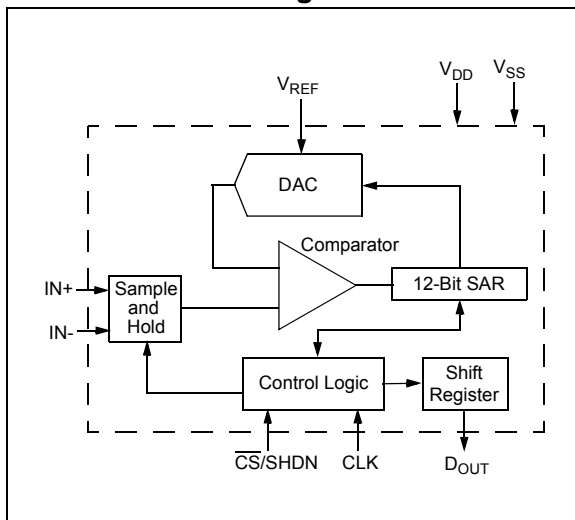 V_REF
V_DD
V_SS
DAC
Comparator
IN+
IN-
Sample
and
Hold
12-Bit SAR
Control Logic
Shift
Register
C̅S̅/SHDN
CLK
D_OUT